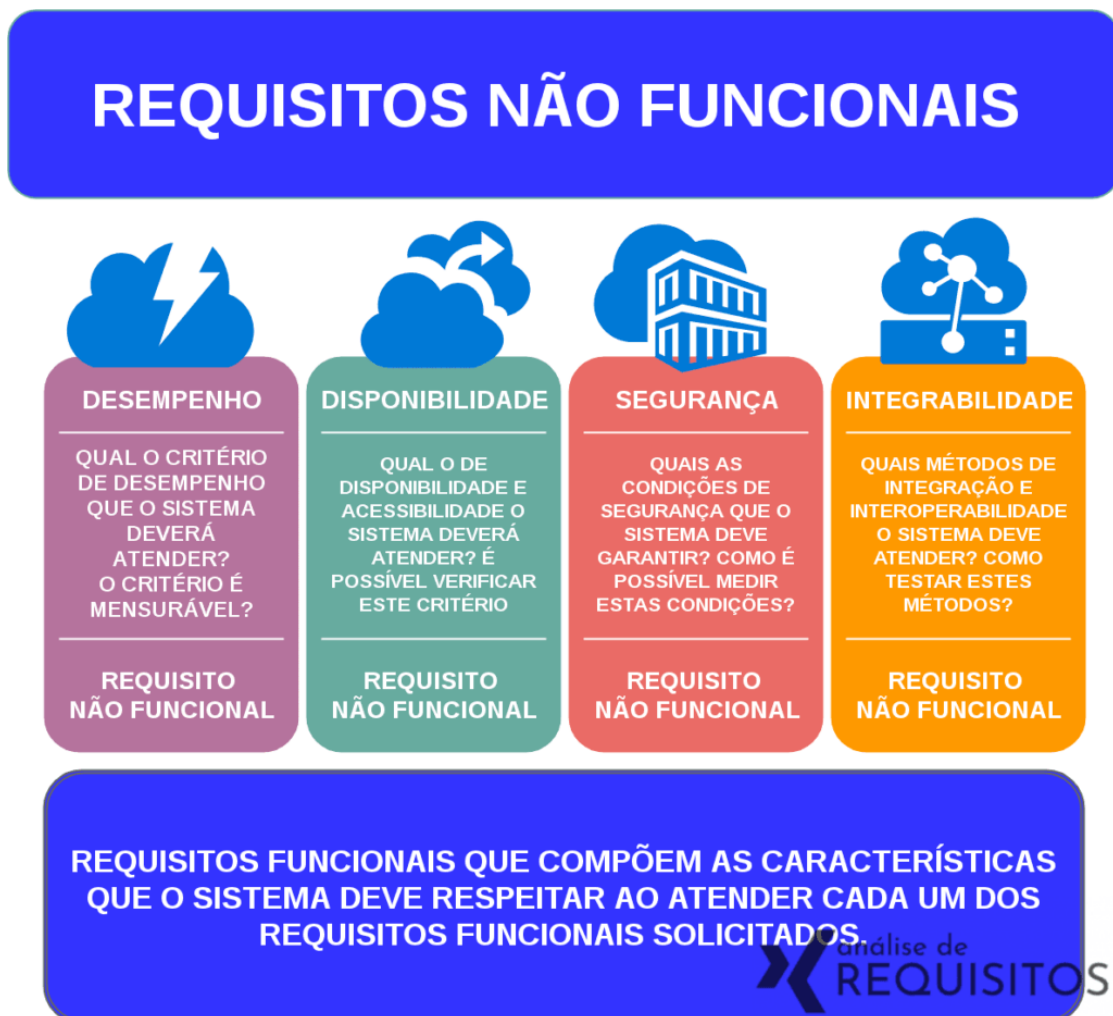 REQUISITOS NÃO FUNCIONAIS
DESEMPENHO
QUAL O CRITÉRIO
DE DESEMPENHO
QUE O SISTEMA
DEVERÁ
ATENDER?
O CRITÉRIO É
MENSURÁVEL?
REQUISITO
NÃO FUNCIONAL
DISPONIBILIDADE
QUAL O DE
DISPONIBILIDADE E
ACESSIBILIDADE O
SISTEMA DEVERÁ
ATENDER? É
POSSÍVEL VERIFICAR
ESTE CRITÉRIO
REQUISITO
NÃO FUNCIONAL
SEGURANÇA
QUAIS AS
CONDIÇÕES DE
SEGURANÇA QUE O
SISTEMA DEVE
GARANTIR? COMO É
POSSÍVEL MEDIR
ESTAS CONDIÇÕES?
REQUISITO
NÃO FUNCIONAL
INTEGRABILIDADE
QUAIS MÉTODOS DE
INTEGRAÇÃO E
INTEROPERABILIDADE
O SISTEMA DEVE
ATENDER? COMO
TESTAR ESTES
MÉTODOS?
REQUISITO
NÃO FUNCIONAL
REQUISITOS FUNCIONAIS QUE COMPÕEM AS CARACTERÍSTICAS
QUE O SISTEMA DEVE RESPEITAR AO ATENDER CADA UM DOS
REQUISITOS FUNCIONAIS SOLICITADOS.
análise de
REQUISITOS